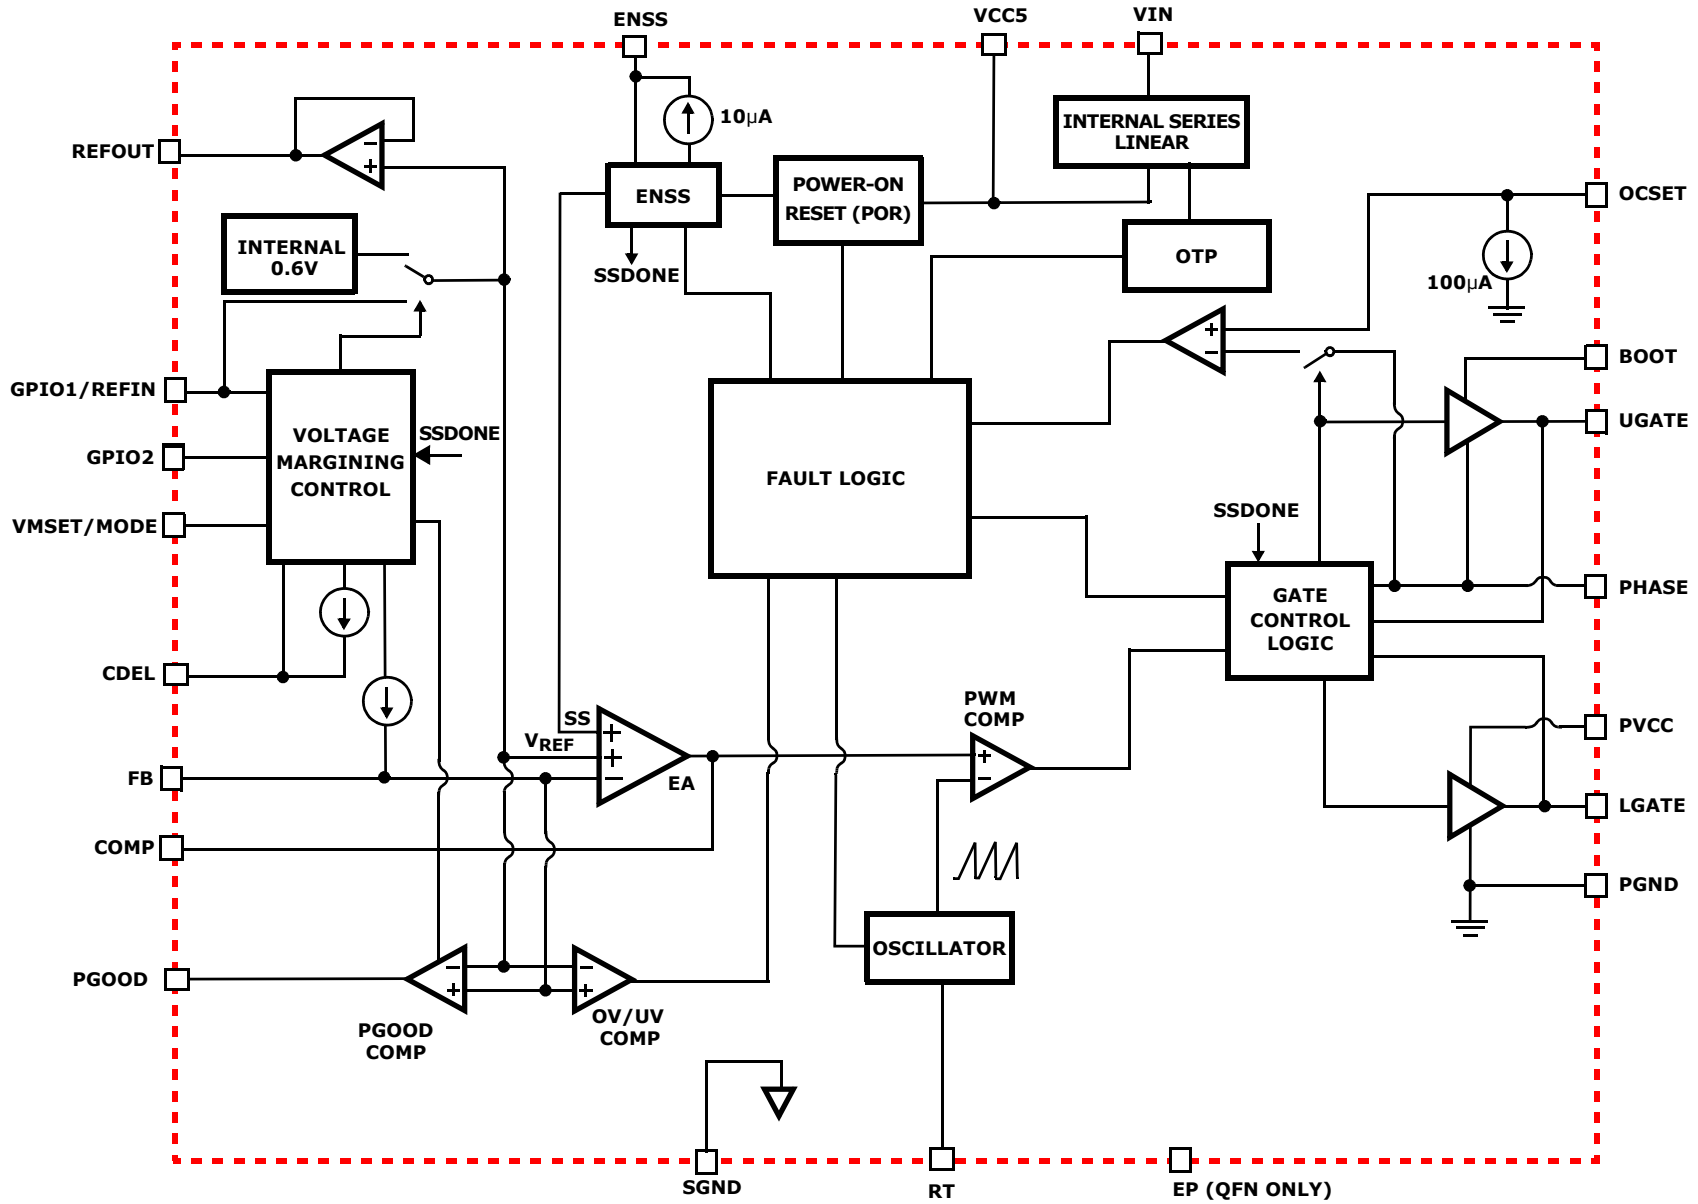 ENSS
VCC5
VIN
10µA
INTERNAL SERIES
LINEAR
REFOUT
-
+
POWER-ON
RESET (POR)
ENSS
OCSET
INTERNAL
0.6V
SSDONE
OTP
100µA
+
-
BOOT
GPIO1/REFIN
UGATE
VOLTAGE
MARGINING
CONTROL
SSDONE
GPIO2
FAULT LOGIC
VMSET/MODE
SSDONE
GATE
CONTROL
LOGIC
PHASE
CDEL
PWM
COMP
SS
+
VREF
+
-
EA
+
-
PVCC
FB
LGATE
COMP
PGND
OSCILLATOR
PGOOD
-
+
-
+
PGOOD
COMP
OV/UV
COMP
SGND
RT
EP (QFN ONLY)